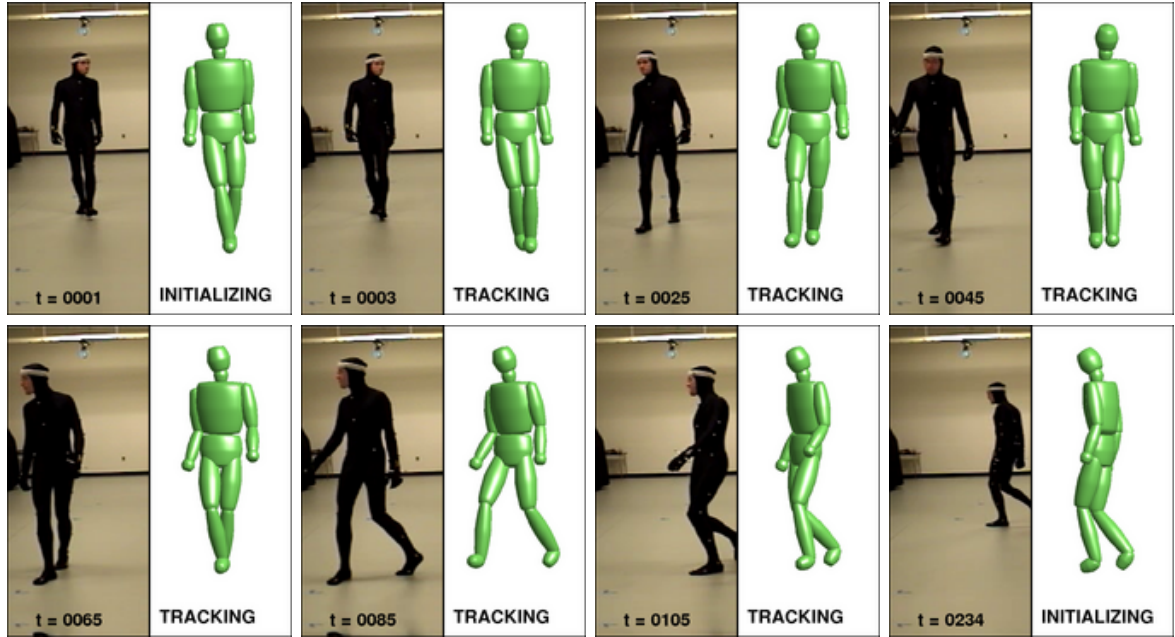 t = 0001 INITIALIZING
t = 0003 TRACKING
t = 0025 TRACKING
t = 0045 TRACKING
t = 0065 TRACKING
t = 0085 TRACKING
t = 0105 TRACKING
t = 0234 INITIALIZING